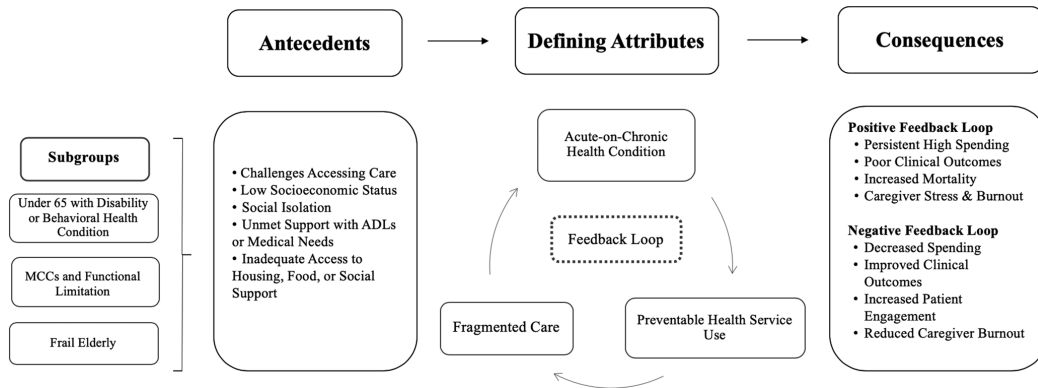 Antecedents
Defining Attributes
Consequences
Subgroups
Under 65 with Disability
or Behavioral Health
Condition
MCCs and Functional
Limitation
Frail Elderly
• Challenges Accessing Care
• Low Socioeconomic Status
• Social Isolation
• Unmet Support with ADLs
or Medical Needs
• Inadequate Access to
Housing, Food, or Social
Support
Acute-on-Chronic
Health Condition
Feedback Loop
Fragmented Care
Preventable Health Service
Use
Positive Feedback Loop
• Persistent High Spending
• Poor Clinical Outcomes
• Increased Mortality
• Caregiver Stress & Burnout
Negative Feedback Loop
• Decreased Spending
• Improved Clinical
Outcomes
• Increased Patient
Engagement
• Reduced Caregiver Burnout